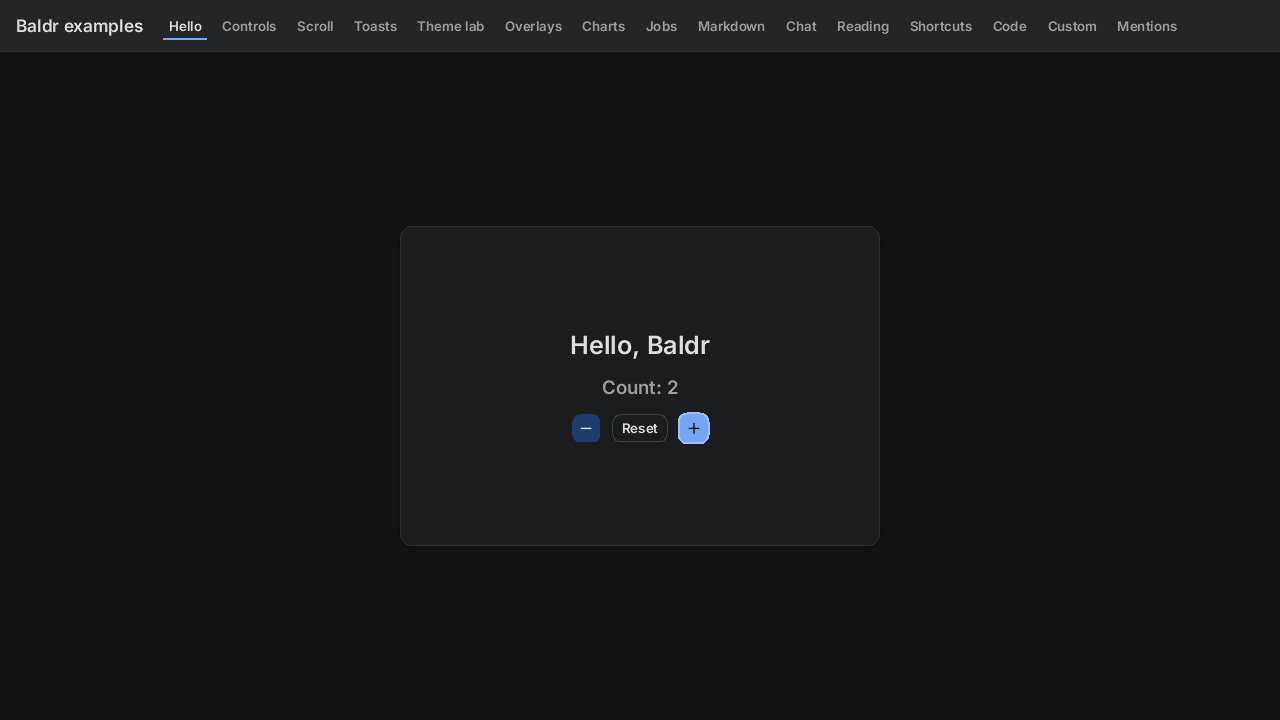 Baldr examples Hello Controls Scroll Toasts Theme lab Overlays Charts Jobs Markdown Chat Reading Shortcuts Code Custom Mentions
Hello, Baldr
Count: 2
− Reset +